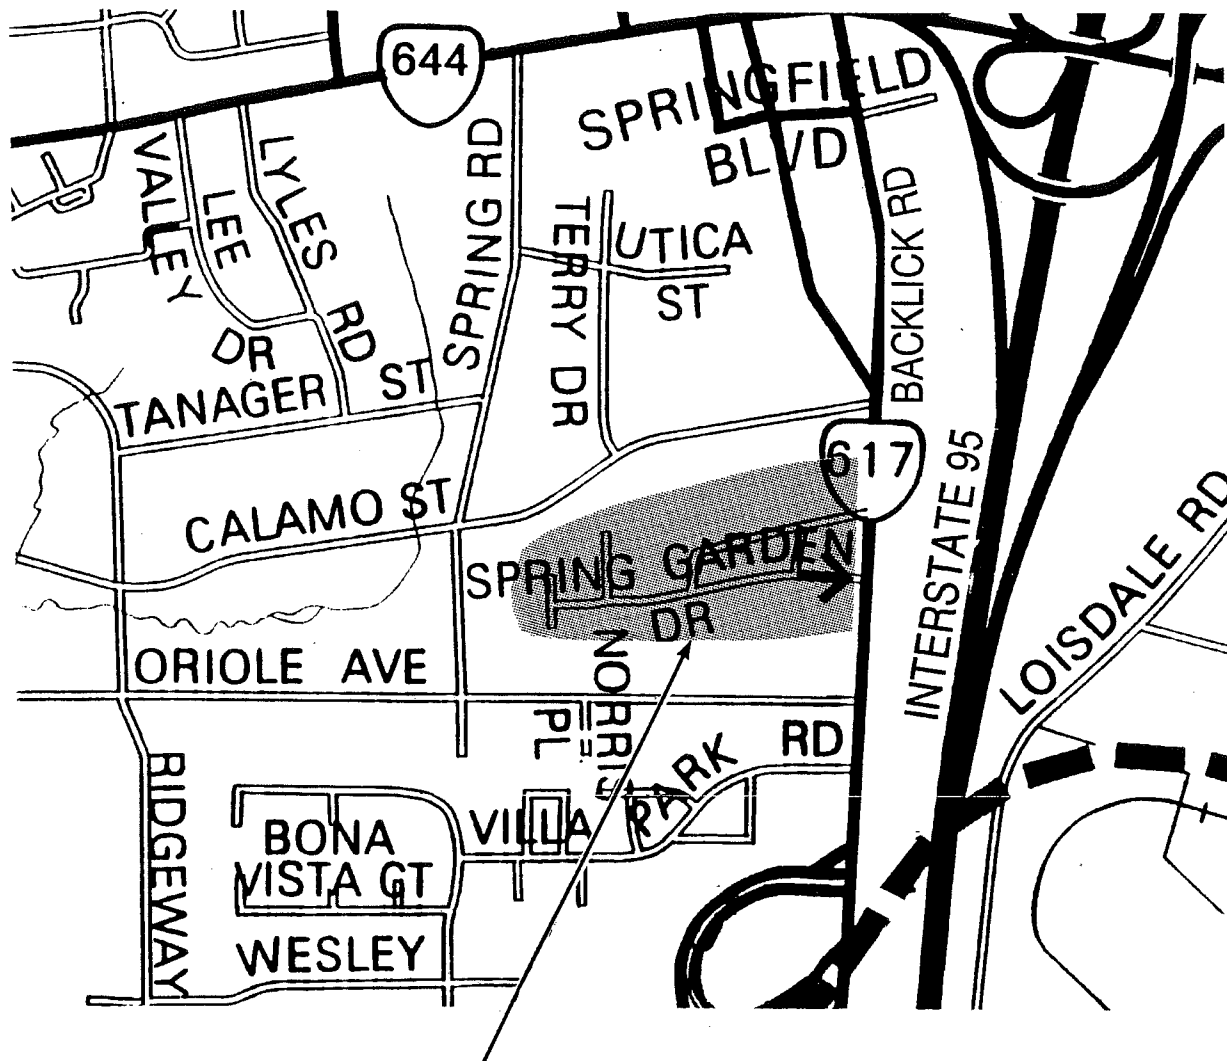 644
SPRINGFIELD
BLVD
VALLEY
LEE
DR
LYLES
RD
SPRING RD
TERRY DR
UTICA
ST
BACKLICK RD
TANAGER ST
617
INTERSTATE 95
CALAMO ST
SPRING GARDEN
DR
LOISDALE RD
ORIOLE AVE
NORRIS
PL
RIDGEWAY
VILLA PARK RD
BONA
VISTA CT
WESLEY